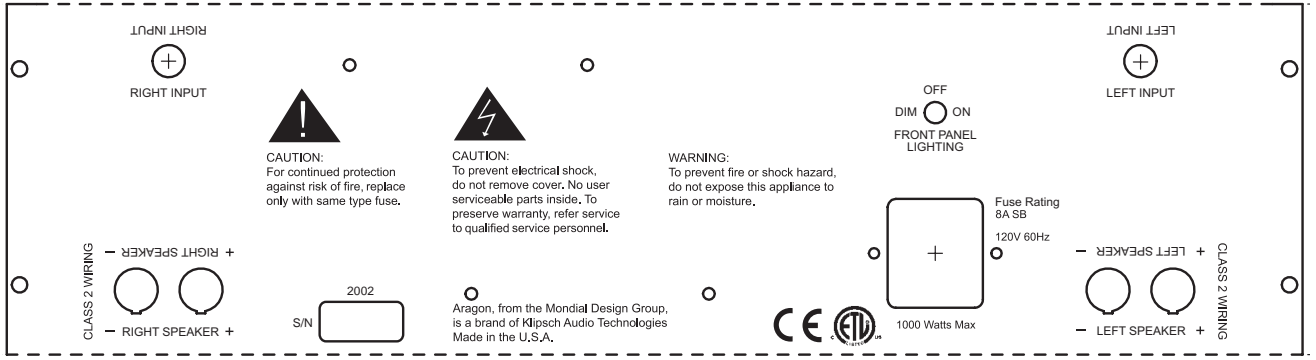 RIGHT INPUT
RIGHT INPUT
LEFT INPUT
LEFT INPUT
OFF
DIM ON
FRONT PANEL
LIGHTING
!
CAUTION:
For continued protection
against risk of fire, replace
only with same type fuse.
CAUTION:
To prevent electrical shock,
do not remove cover. No user
serviceable parts inside. To
preserve warranty, refer service
to qualified service personnel.
WARNING:
To prevent fire or shock hazard,
do not expose this appliance to
rain or moisture.
Fuse Rating
8A SB
120V 60Hz
1000 Watts Max
CLASS 2 WIRING
− RIGHT SPEAKER +
− RIGHT SPEAKER +
S/N
2002
Aragon, from the Mondial Design Group,
is a brand of Klipsch Audio Technologies
Made in the U.S.A.
CE
C ETL US
LISTED
− LEFT SPEAKER +
− LEFT SPEAKER +
CLASS 2 WIRING